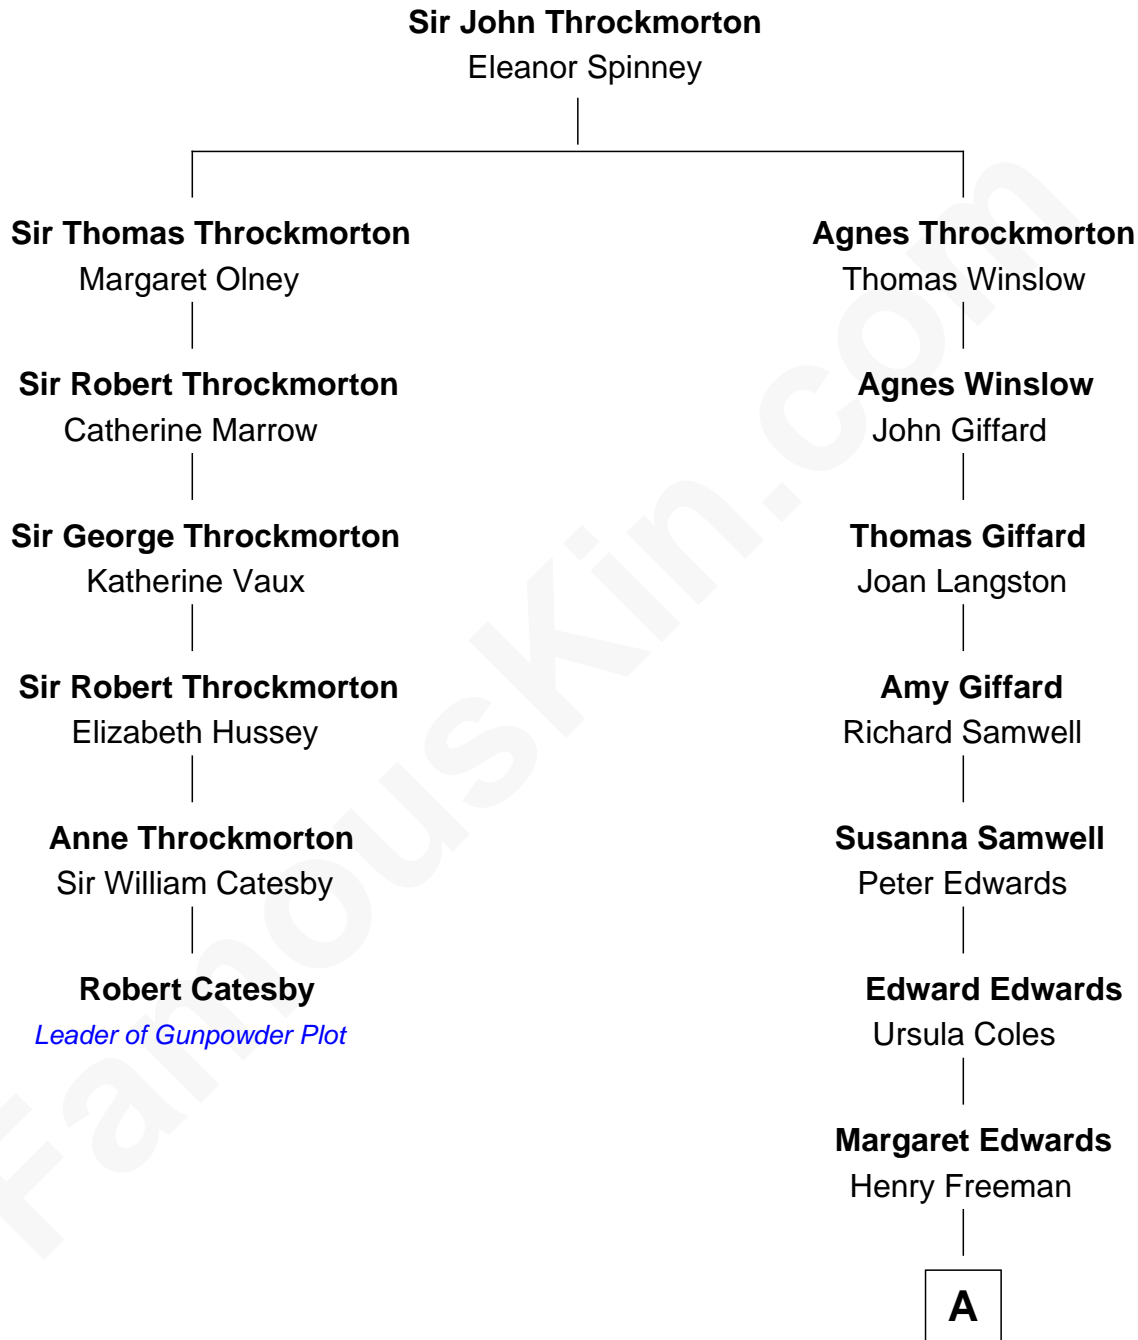 Sir John Throckmorton
Eleanor Spinney
Sir Thomas Throckmorton
Margaret Olney
Agnes Throckmorton
Thomas Winslow
Sir Robert Throckmorton
Catherine Marrow
Agnes Winslow
John Giffard
Sir George Throckmorton
Katherine Vaux
Thomas Giffard
Joan Langston
Sir Robert Throckmorton
Elizabeth Hussey
Amy Giffard
Richard Samwell
Anne Throckmorton
Sir William Catesby
Susanna Samwell
Peter Edwards
Robert Catesby
Leader of Gunpowder Plot
Edward Edwards
Ursula Coles
Margaret Edwards
Henry Freeman
A
FamousKin.com